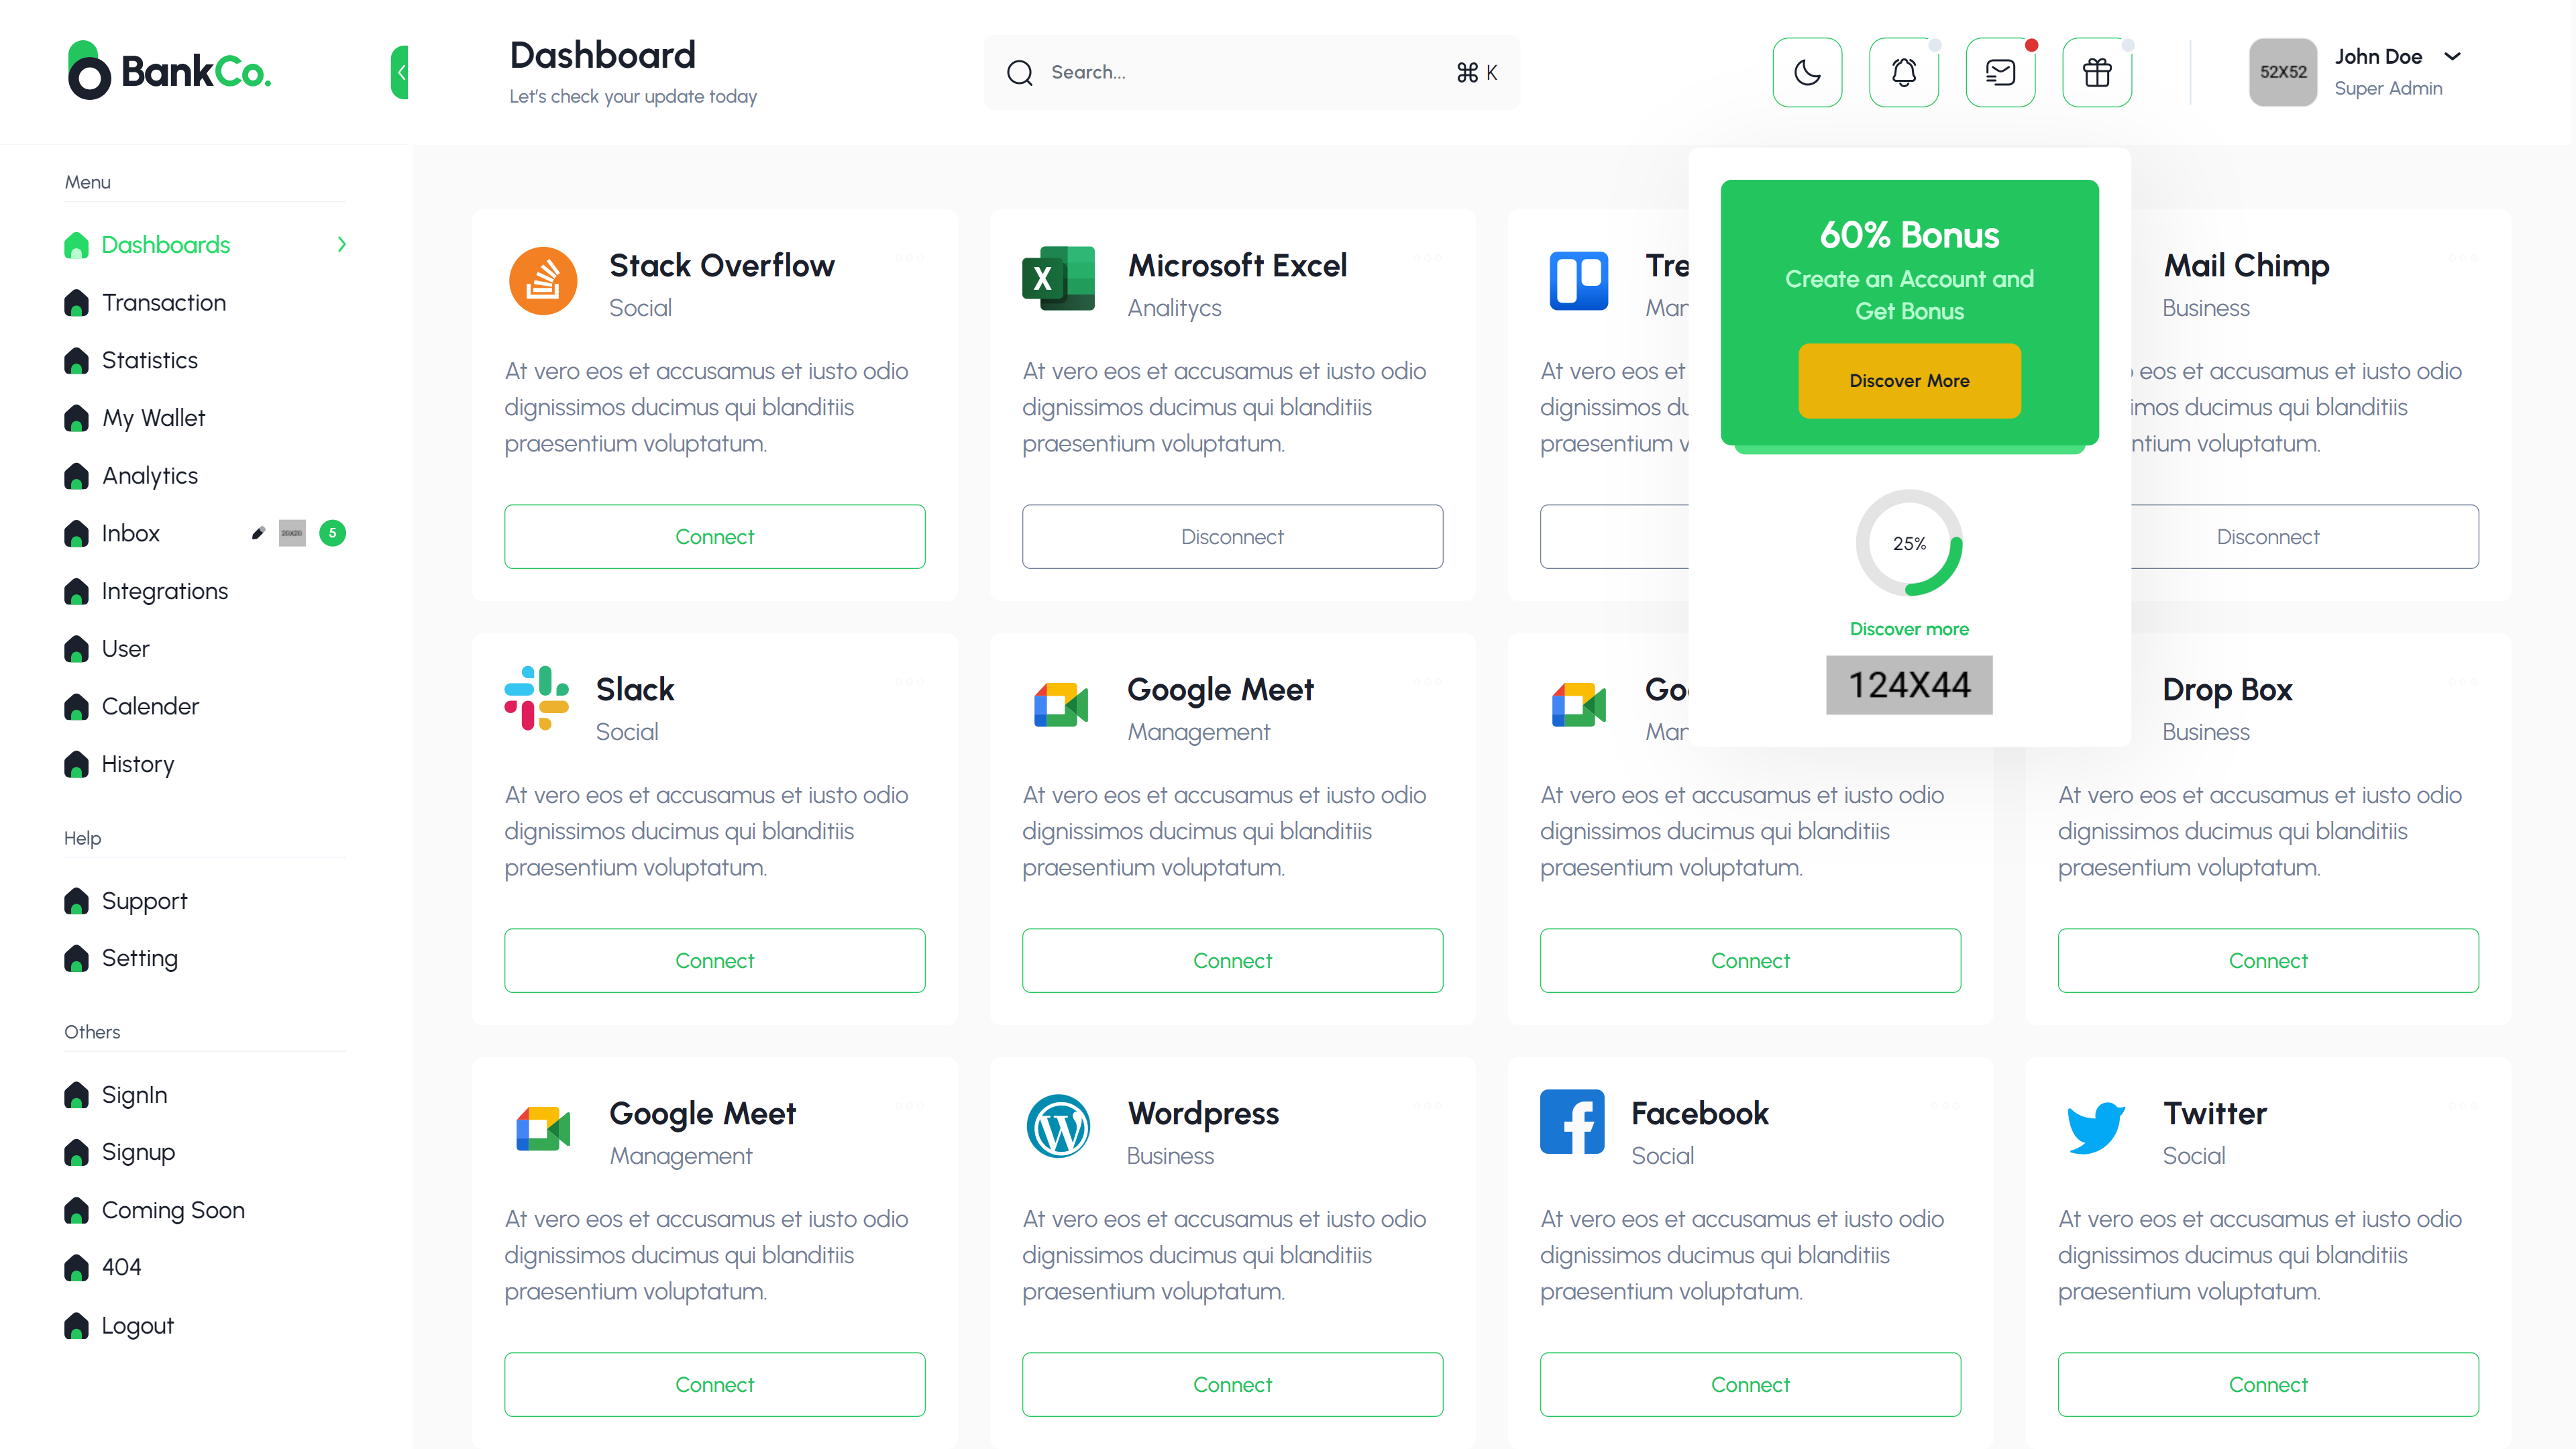 BankCo.
Dashboard
Let's check your update today
Search...
⌘ K
52X52
John Doe
Super Admin
Menu
Dashboards
Transaction
Statistics
My Wallet
Analytics
Inbox
5
Integrations
User
Calender
History
Help
Support
Setting
Others
SignIn
Signup
Coming Soon
404
Logout
Stack Overflow
Social
At vero eos et accusamus et iusto odio
dignissimos ducimus qui blanditiis
praesentium voluptatum.
Connect
Microsoft Excel
Analitycs
At vero eos et accusamus et iusto odio
dignissimos ducimus qui blanditiis
praesentium voluptatum.
Disconnect
Tre
Man
At vero eos et
dignissimos du
praesentium v
60% Bonus
Create an Account and
Get Bonus
Discover More
25%
Discover more
124X44
Mail Chimp
Business
eos et accusamus et iusto odio
imos ducimus qui blanditiis
ntium voluptatum.
Disconnect
Slack
Social
At vero eos et accusamus et iusto odio
dignissimos ducimus qui blanditiis
praesentium voluptatum.
Connect
Google Meet
Management
At vero eos et accusamus et iusto odio
dignissimos ducimus qui blanditiis
praesentium voluptatum.
Connect
Goo
Man
At vero eos et accusamus et iusto odio
dignissimos ducimus qui blanditiis
praesentium voluptatum.
Connect
Drop Box
Business
At vero eos et accusamus et iusto odio
dignissimos ducimus qui blanditiis
praesentium voluptatum.
Connect
Google Meet
Management
At vero eos et accusamus et iusto odio
dignissimos ducimus qui blanditiis
praesentium voluptatum.
Connect
Wordpress
Business
At vero eos et accusamus et iusto odio
dignissimos ducimus qui blanditiis
praesentium voluptatum.
Connect
Facebook
Social
At vero eos et accusamus et iusto odio
dignissimos ducimus qui blanditiis
praesentium voluptatum.
Connect
Twitter
Social
At vero eos et accusamus et iusto odio
dignissimos ducimus qui blanditiis
praesentium voluptatum.
Connect